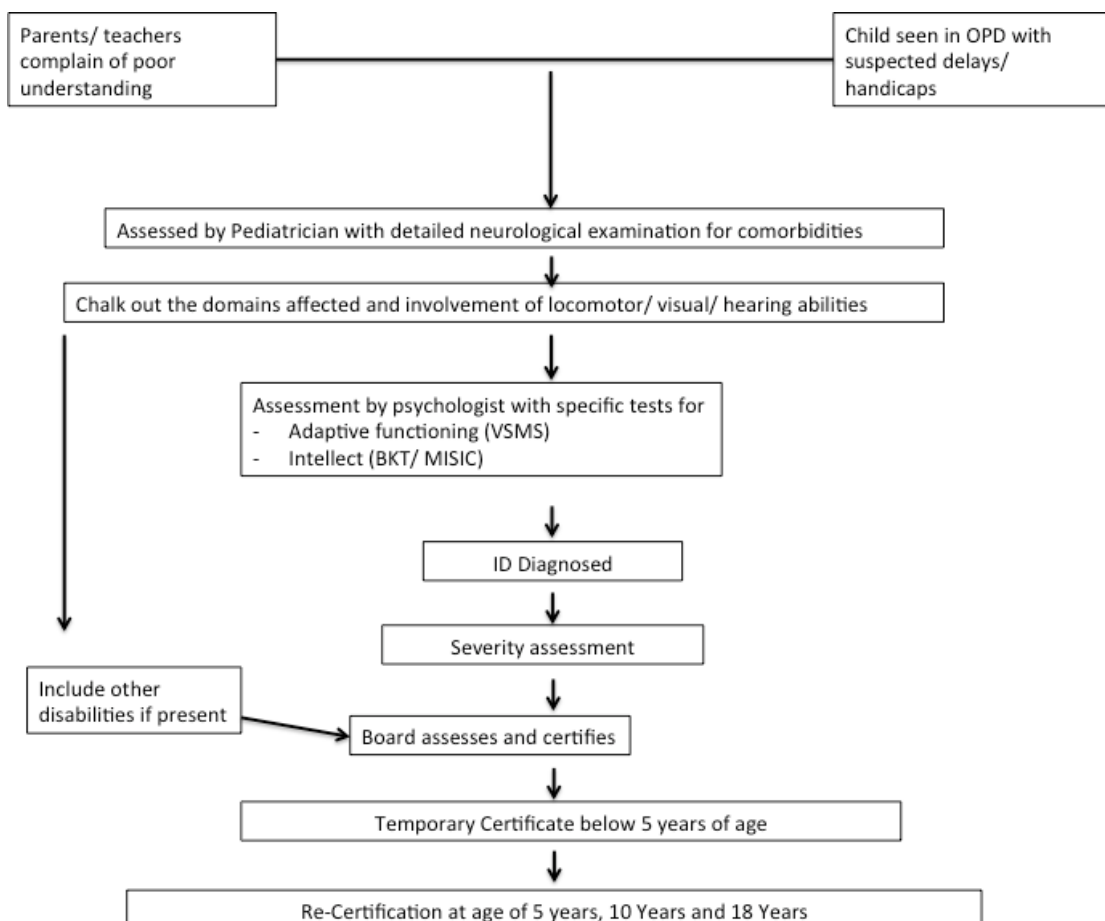 Parents/ teachers
complain of poor
understanding
Child seen in OPD with
suspected delays/
handicaps
Assessed by Pediatrician with detailed neurological examination for comorbidities
Chalk out the domains affected and involvement of locomotor/ visual/ hearing abilities
Assessment by psychologist with specific tests for
- Adaptive functioning (VSMS)
- Intellect (BKT/ MISIC)
ID Diagnosed
Severity assessment
Include other
disabilities if present
Board assesses and certifies
Temporary Certificate below 5 years of age
Re-Certification at age of 5 years, 10 Years and 18 Years